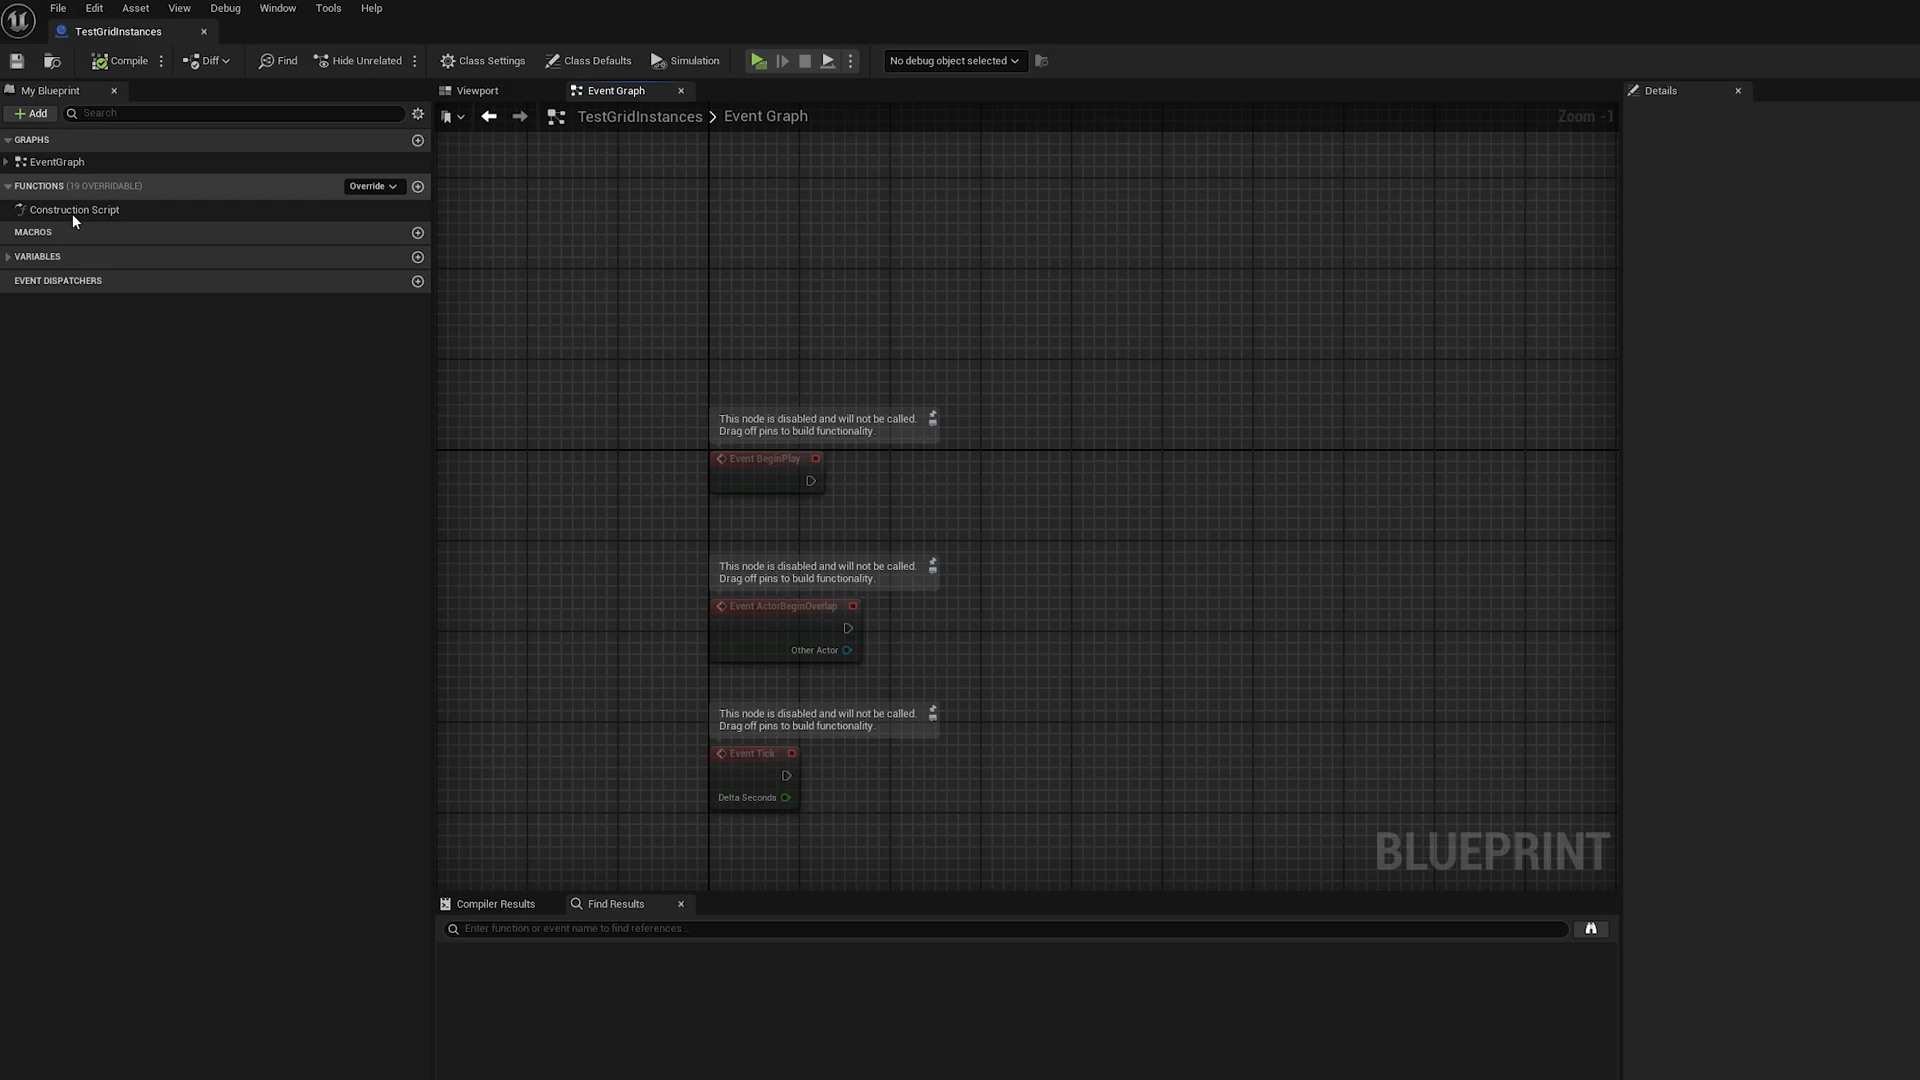 File Edit Asset View Debug Window Tools Help
TestGridInstances
Compile Diff Find Hide Unrelated Class Settings Class Defaults Simulation No debug object selected
My Blueprint Viewport Event Graph Details
Add Search TestGridInstances > Event Graph Zoom -1
GRAPHS
EventGraph
FUNCTIONS (19 OVERRIDABLE) Override
Construction Script
MACROS
VARIABLES
EVENT DISPATCHERS
This node is disabled and will not be called.
Drag off pins to build functionality.
Event BeginPlay
This node is disabled and will not be called.
Drag off pins to build functionality.
Event ActorBeginOverlap
Other Actor
This node is disabled and will not be called.
Drag off pins to build functionality.
Event Tick
Delta Seconds
BLUEPRINT
Compiler Results Find Results
Enter function or event name to find references...